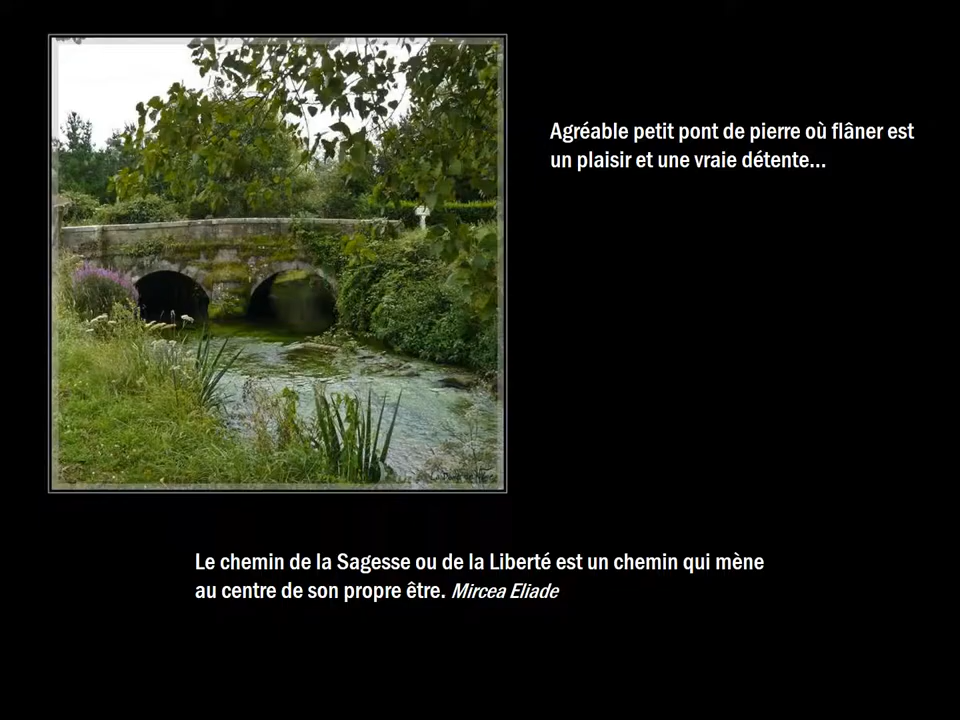 Agréable petit pont de pierre où flâner est
un plaisir et une vraie détente...
Le chemin de la Sagesse ou de la Liberté est un chemin qui mène
au centre de son propre être. Mircea Eliade